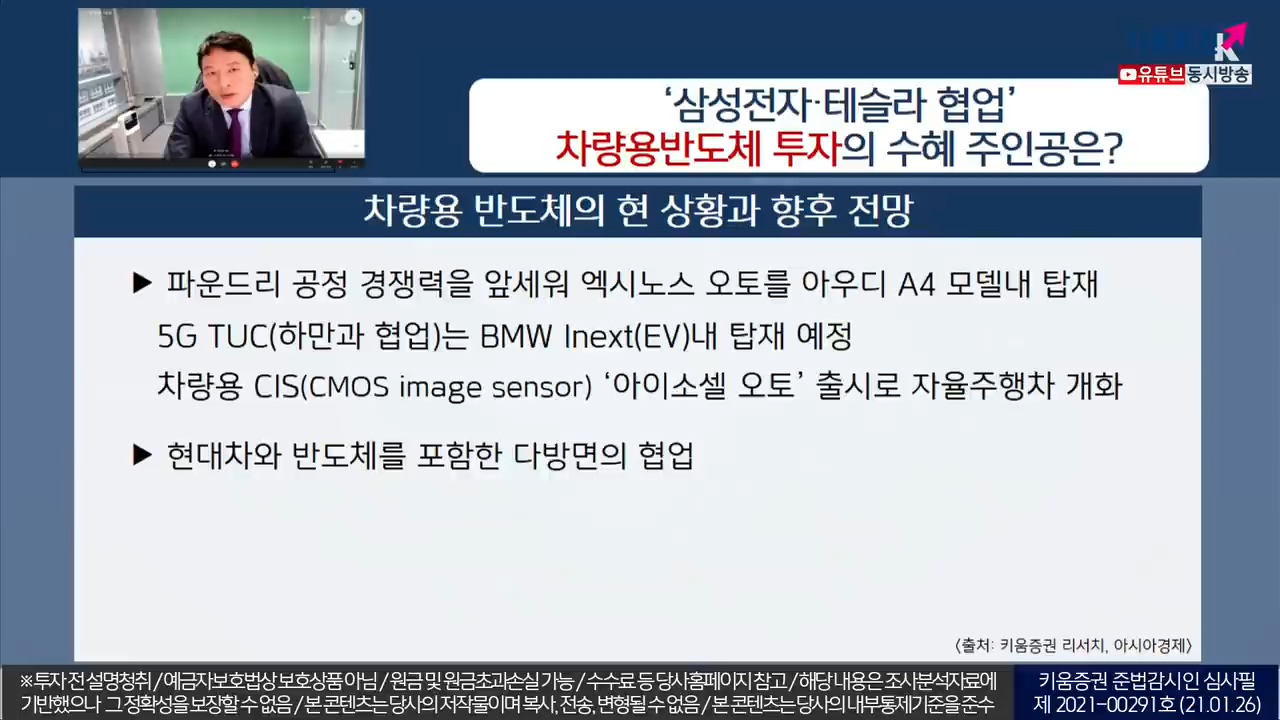 유튜브 동시방송
‘삼성전자·테슬라 협업’
차량용반도체 투자의 수혜 주인공은?
차량용 반도체의 현 상황과 향후 전망
▶ 파운드리 공정 경쟁력을 앞세워 엑시노스 오토를 아우디 A4 모델내 탑재
5G TUC(하만과 협업)는 BMW Inext(EV)내 탑재 예정
차량용 CIS(CMOS image sensor) ‘아이소셀 오토’ 출시로 자율주행차 개화
▶ 현대차와 반도체를 포함한 다방면의 협업
〈출처: 키움증권 리서치, 아시아경제〉
※ 투자 전 설명청취 / 예금자보호법상 보호상품 아님 / 원금 및 원금초과손실 가능 / 수수료 등 당사홈페이지 참고 / 해당 내용은 조사분석자료에
기반했으나 그 정확성을 보장할 수 없음 / 본 콘텐츠는 당사의 저작물이며 복사, 전송, 변형될 수 없음 / 본 콘텐츠는 당사의 내부통제기준을 준수
키움증권 준법감시인 심사필
제 2021-00291호 (21.01.26)